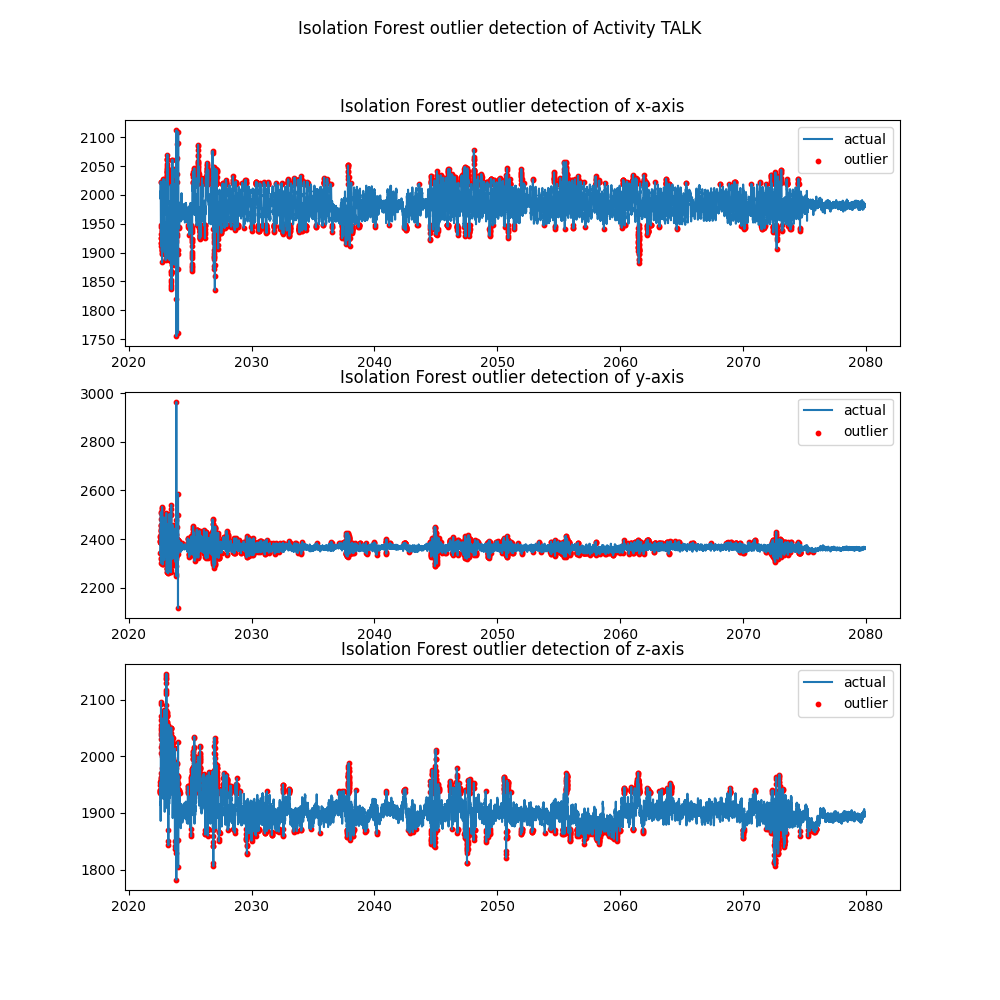 Isolation Forest outlier detection of Activity TALK
Isolation Forest outlier detection of x-axis
actual
outlier
2100
2050
2000
1950
1900
1850
1800
1750
2020 2030 2040 2050 2060 2070 2080
Isolation Forest outlier detection of y-axis
actual
outlier
3000
2800
2600
2400
2200
2020 2030 2040 2050 2060 2070 2080
Isolation Forest outlier detection of z-axis
actual
outlier
2100
2000
1900
1800
2020 2030 2040 2050 2060 2070 2080